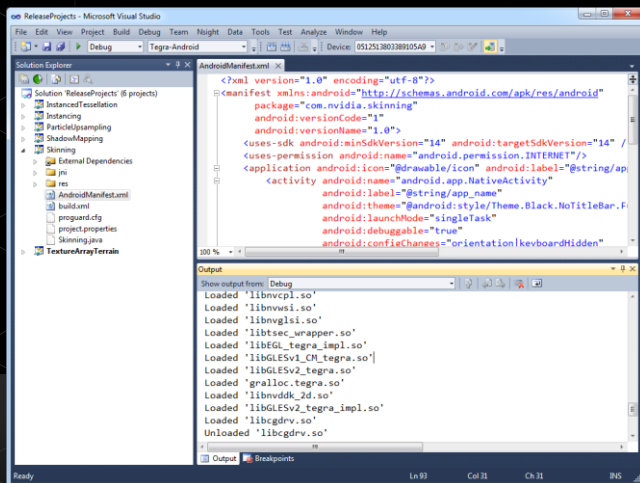 ReleaseProjects - Microsoft Visual Studio
File Edit View Project Build Debug Team Nsight Data Tools Test Analyze Window Help
Debug Tegra-Android Device: 0512513803389105A9
Solution Explorer
Solution 'ReleaseProjects' (6 projects)
InstancedTessellation
Instancing
ParticleUpsampling
ShadowMapping
Skinning
External Dependencies
jni
res
AndroidManifest.xml
build.xml
proguard.cfg
project.properties
Skinning.java
TextureArrayTerrain
AndroidManifest.xml
<?xml version="1.0" encoding="utf-8"?>
<manifest xmlns:android="http://schemas.android.com/apk/res/android"
package="com.nvidia.skinning"
android:versionCode="1"
android:versionName="1.0">
<uses-sdk android:minSdkVersion="14" android:targetSdkVersion="14" /
<uses-permission android:name="android.permission.INTERNET"/>
<application android:icon="@drawable/icon" android:label="@string/app
<activity android:name="android.app.NativeActivity"
android:label="@string/app_name"
android:theme="@android:style/Theme.Black.NoTitleBar.F
android:launchMode="singleTask"
android:debuggable="true"
android:configChanges="orientation|keyboardHidden"
100 %
Output
Show output from: Debug
Loaded 'libnvcpl.so'
Loaded 'libnvwsi.so'
Loaded 'libnvglsi.so'
Loaded 'libtsec_wrapper.so'
Loaded 'libEGL_tegra_impl.so'
Loaded 'libGLESv1_CM_tegra.so'
Loaded 'libGLESv2_tegra.so'
Loaded 'gralloc.tegra.so'
Loaded 'libnvddk_2d.so'
Loaded 'libGLESv2_tegra_impl.so'
Loaded 'libcgdrv.so'
Unloaded 'libcgdrv.so'
Output Breakpoints
Ready Ln 93 Col 31 Ch 31 INS